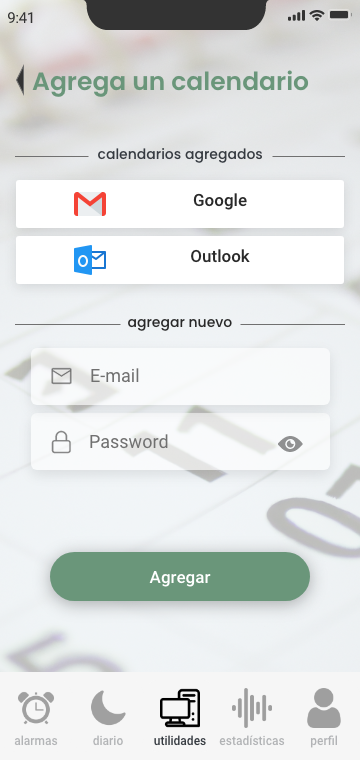 9:41
Agrega un calendario
calendarios agregados
Google
Outlook
agregar nuevo
E-mail
Password
Agregar
alarmas diario utilidades estadísticas perfil